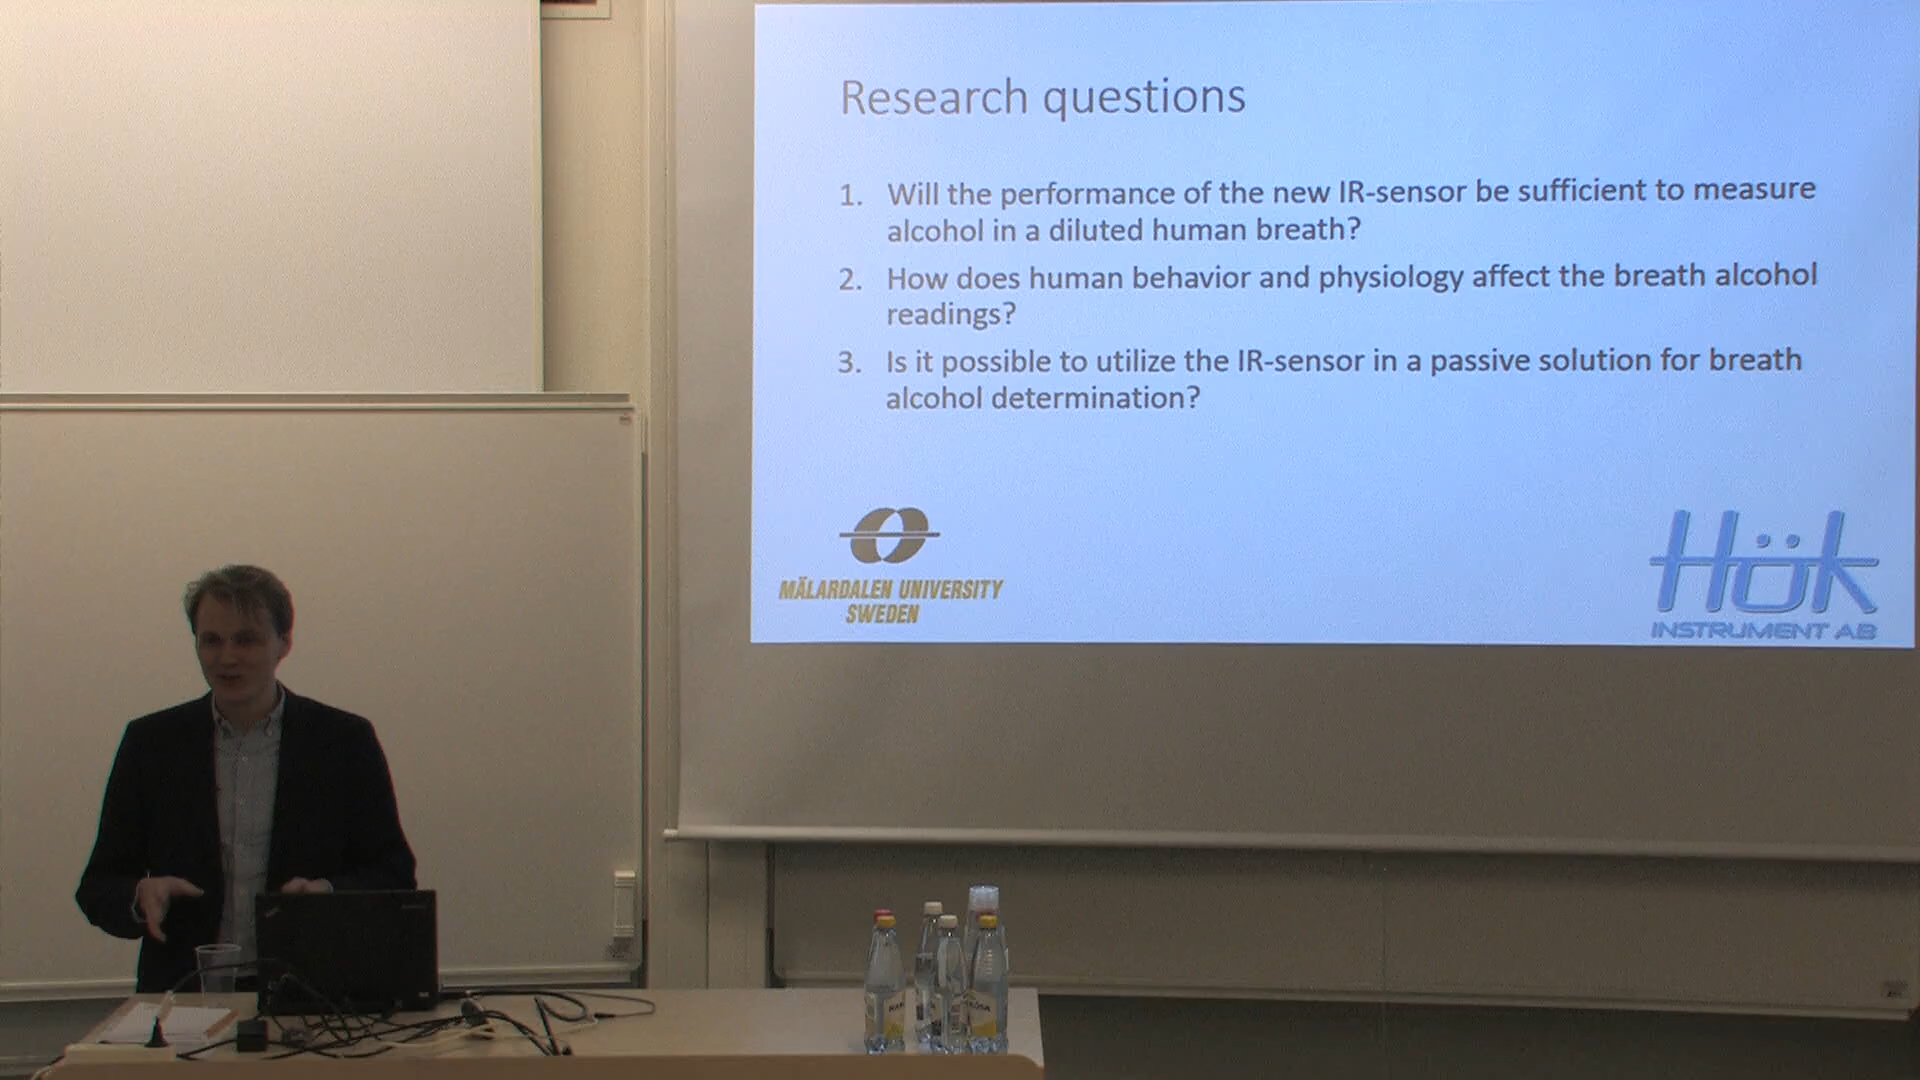 Research questions
1. Will the performance of the new IR-sensor be sufficient to measure
alcohol in a diluted human breath?
2. How does human behavior and physiology affect the breath alcohol
readings?
3. Is it possible to utilize the IR-sensor in a passive solution for breath
alcohol determination?
MÄLARDALEN UNIVERSITY
SWEDEN
Hök
INSTRUMENT AB